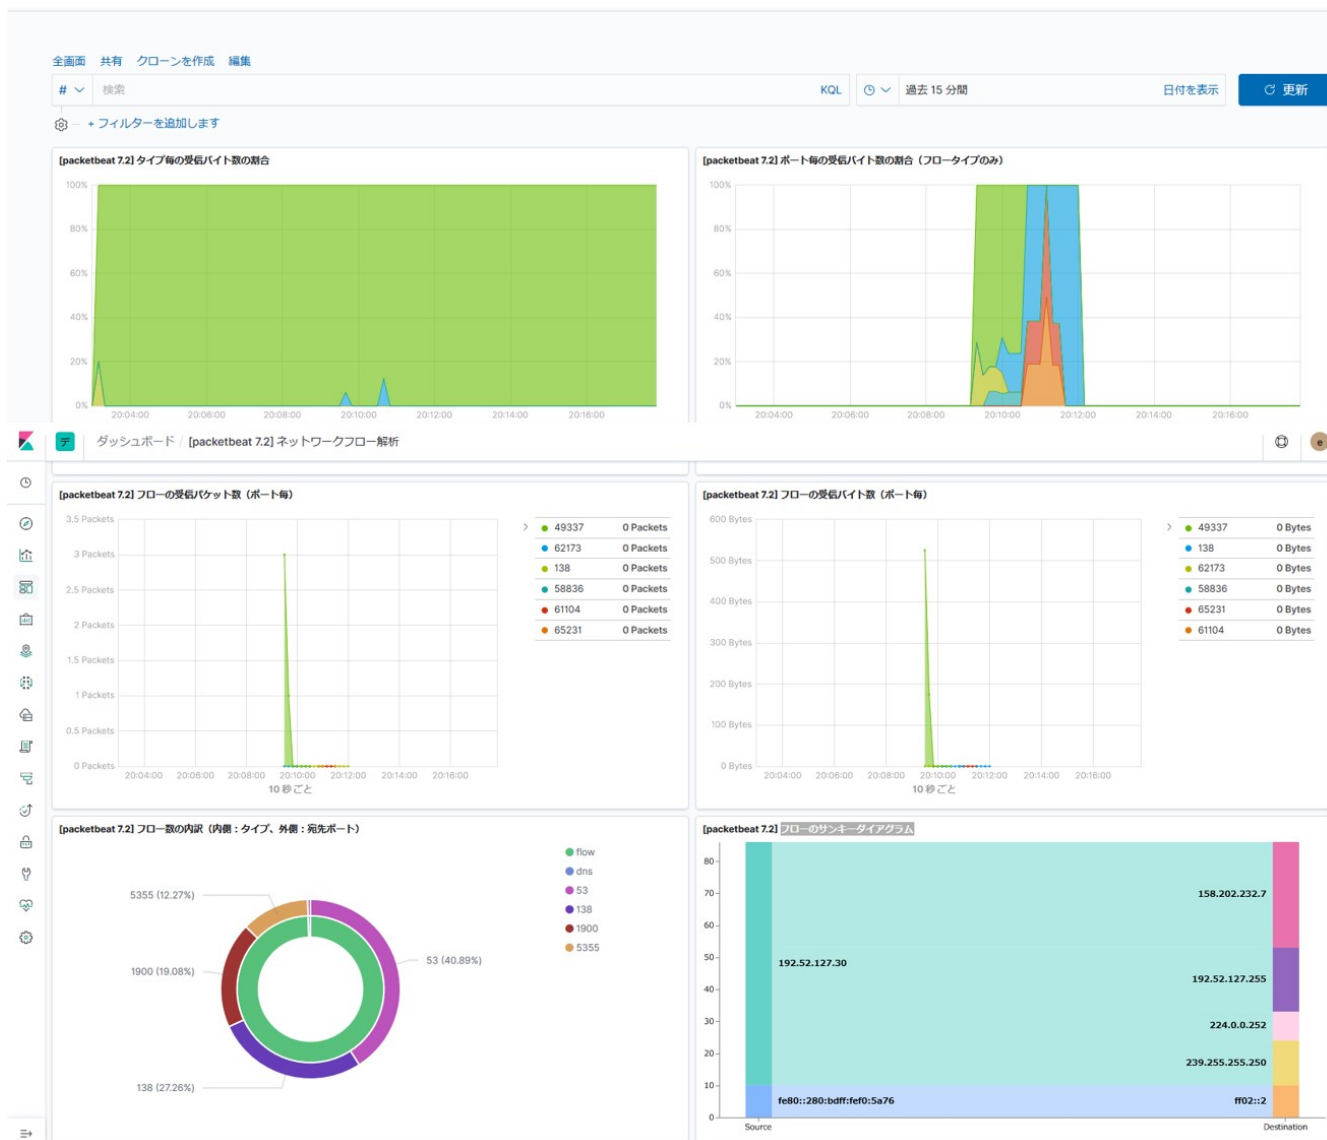 全画面 共有 クローンを作成 編集
# 検索 KQL 過去 15 分間 日付を表示 更新
+ フィルターを追加します
[packetbeat 7.2] タイプ毎の受信バイト数の割合
100%
80%
60%
40%
20%
0%
20:04:00 20:06:00 20:08:00 20:10:00 20:12:00 20:14:00 20:16:00
[packetbeat 7.2] ポート毎の受信バイト数の割合（フロータイプのみ）
100%
80%
60%
40%
20%
0%
20:04:00 20:06:00 20:08:00 20:10:00 20:12:00 20:14:00 20:16:00
デ ダッシュボード / [packetbeat 7.2] ネットワークフロー解析 e
[packetbeat 7.2] フローの受信パケット数（ポート毎）
3.5 Packets
3 Packets
2.5 Packets
2 Packets
1.5 Packets
1 Packets
0.5 Packets
0 Packets
20:04:00 20:06:00 20:08:00 20:10:00 20:12:00 20:14:00 20:16:00
10 秒ごと
49337 0 Packets
62173 0 Packets
138 0 Packets
58836 0 Packets
61104 0 Packets
65231 0 Packets
[packetbeat 7.2] フローの受信バイト数（ポート毎）
600 Bytes
500 Bytes
400 Bytes
300 Bytes
200 Bytes
100 Bytes
0 Bytes
20:04:00 20:06:00 20:08:00 20:10:00 20:12:00 20:14:00 20:16:00
10 秒ごと
49337 0 Bytes
138 0 Bytes
62173 0 Bytes
58836 0 Bytes
65231 0 Bytes
61104 0 Bytes
[packetbeat 7.2] フロー数の内訳（内側：タイプ、外側：宛先ポート）
5355 (12.27%)
1900 (19.08%)
138 (27.26%)
53 (40.89%)
flow
dns
53
138
1900
5355
[packetbeat 7.2] フローのサンキーダイアグラム
80
70
60
50
40
30
20
10
0
192.52.127.30
fe80::280:bdff:fef0:5a76
158.202.232.7
192.52.127.255
224.0.0.252
239.255.255.250
ff02::2
Source Destination